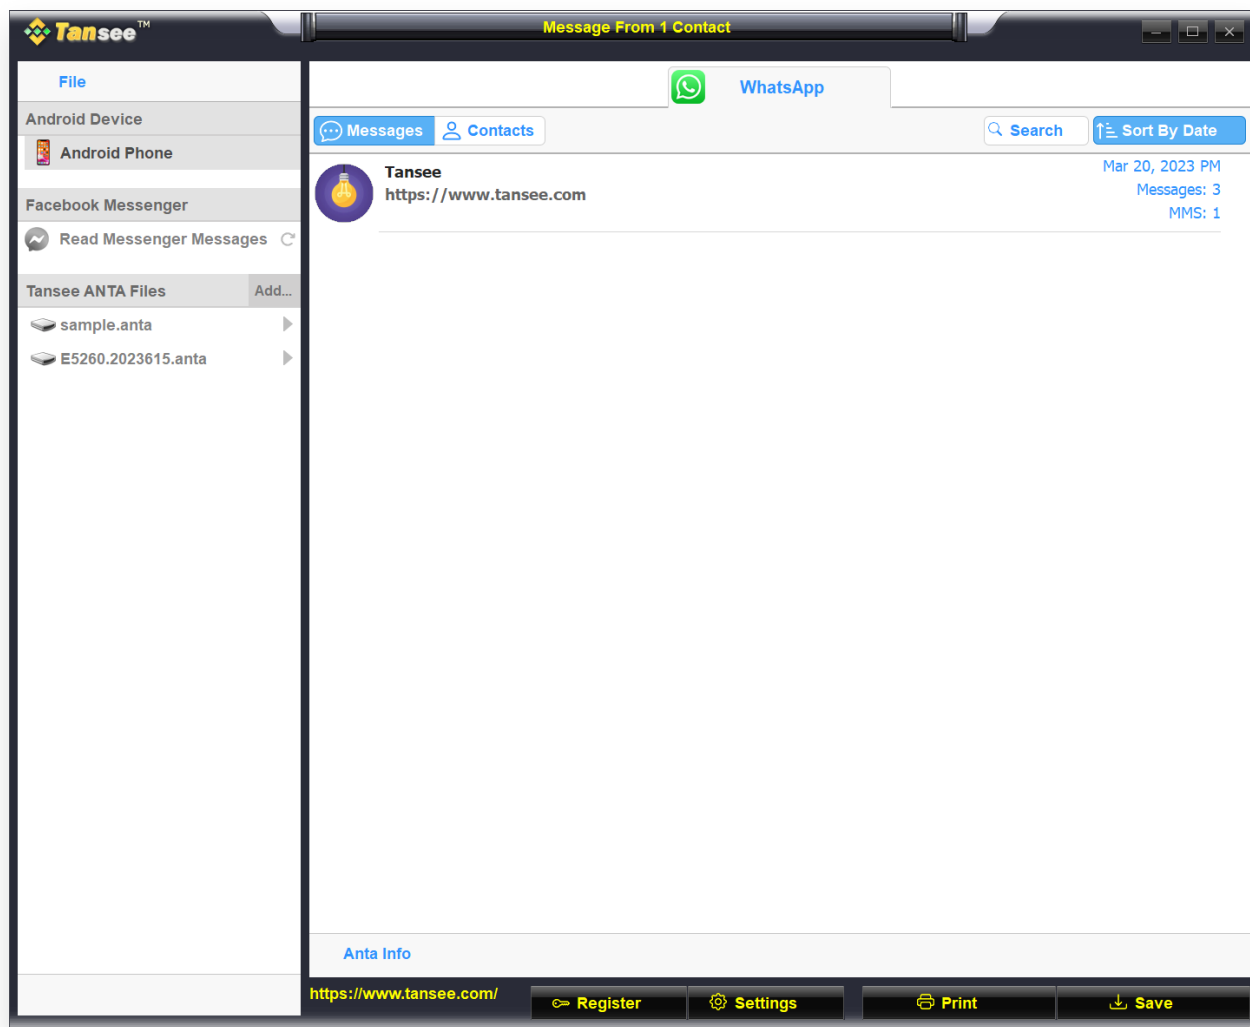 Tansee™
Message From 1 Contact
File
Android Device
Android Phone
Facebook Messenger
Read Messenger Messages
Tansee ANTA Files
Add...
sample.anta
E5260.2023615.anta
WhatsApp
Messages
Contacts
Search
Sort By Date
Tansee
https://www.tansee.com
Mar 20, 2023 PM
Messages: 3
MMS: 1
Anta Info
https://www.tansee.com/
Register
Settings
Print
Save